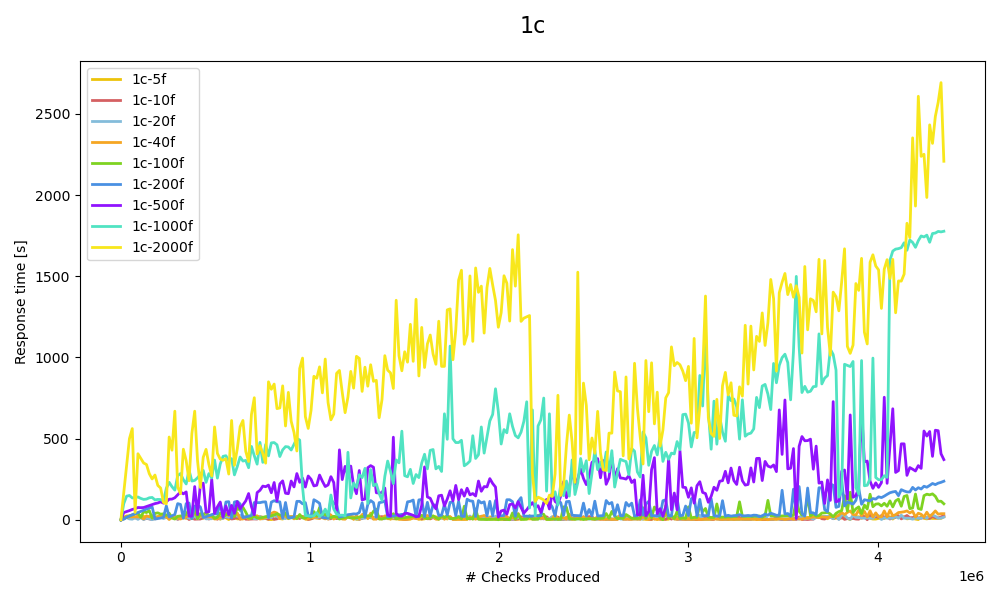 1c
1c-5f
1c-10f
1c-20f
1c-40f
1c-100f
1c-200f
1c-500f
1c-1000f
1c-2000f
2500
2000
1500
1000
500
0
Response time [s]
0 1 2 3 4
1e6
# Checks Produced